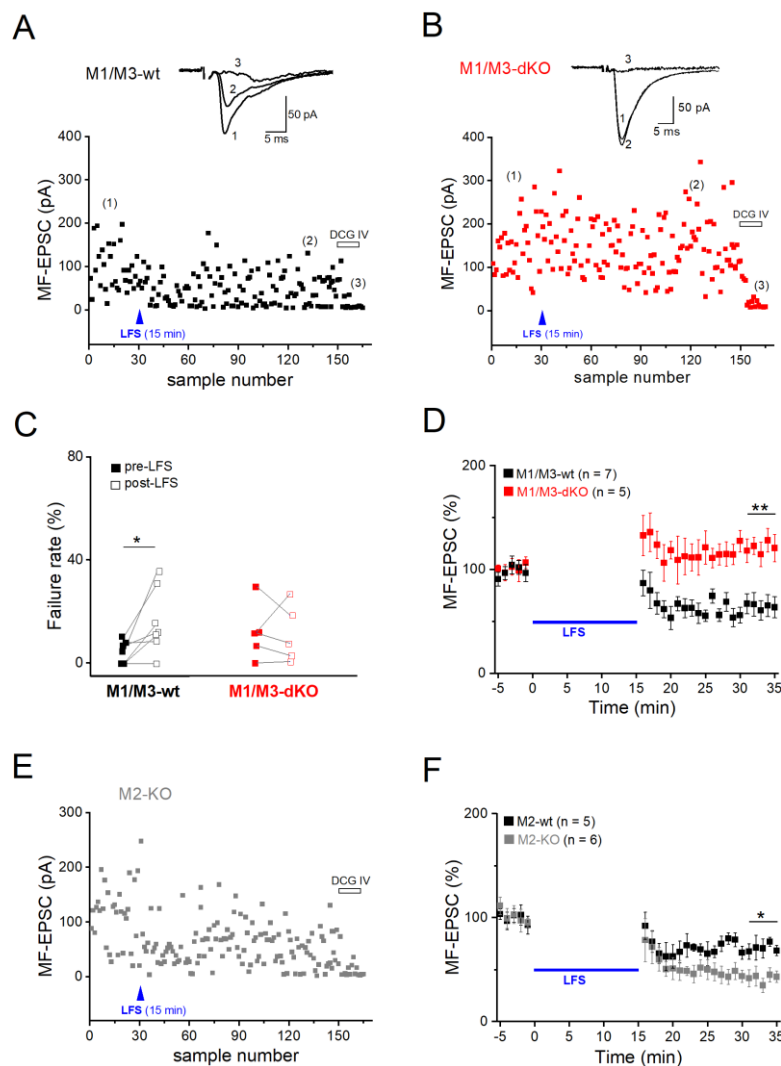 A
M1/M3-wt
3
2
1
50 pA
5 ms
400
300
200
100
0
MF-EPSC (pA)
(1)
(2)
DCG IV
(3)
LFS (15 min)
0 30 60 90 120 150
sample number
B
M1/M3-dKO
3
1
2
50 pA
5 ms
400
300
200
100
0
MF-EPSC (pA)
(1)
(2)
DCG IV
(3)
LFS (15 min)
0 30 60 90 120 150
sample number
C
80
40
0
Failure rate (%)
pre-LFS
post-LFS
*
M1/M3-wt M1/M3-dKO
D
200
100
0
MF-EPSC (%)
M1/M3-wt (n = 7)
M1/M3-dKO (n = 5)
**
LFS
-5 0 5 10 15 20 25 30 35
Time (min)
E
M2-KO
300
200
100
0
MF-EPSC (pA)
DCG IV
LFS (15 min)
0 30 60 90 120 150
sample number
F
200
100
0
MF-EPSC (%)
M2-wt (n = 5)
M2-KO (n = 6)
*
LFS
-5 0 5 10 15 20 25 30 35
Time (min)